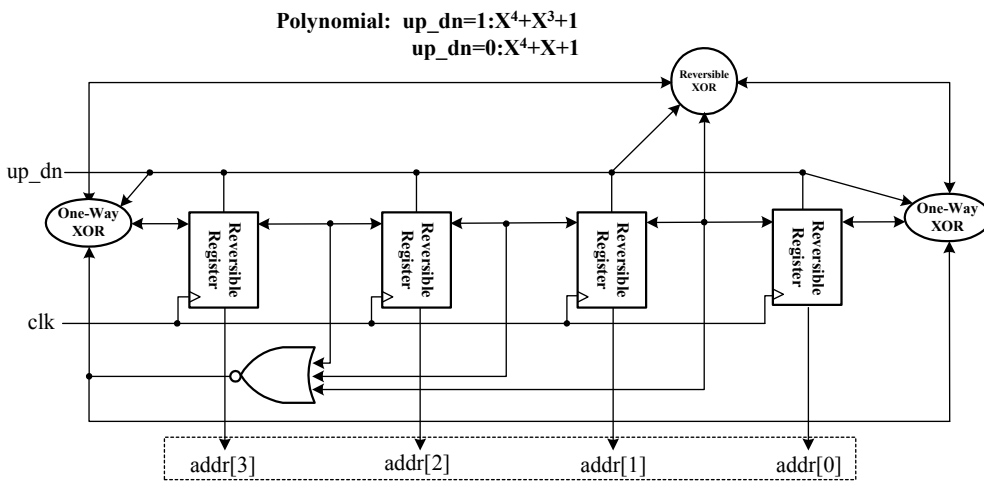 Polynomial: up_dn=1:X⁴+X³+1
up_dn=0:X⁴+X+1
Reversible
XOR
up_dn
One-Way
XOR
Reversible
Register
Reversible
Register
Reversible
Register
Reversible
Register
One-Way
XOR
clk
addr[3]
addr[2]
addr[1]
addr[0]